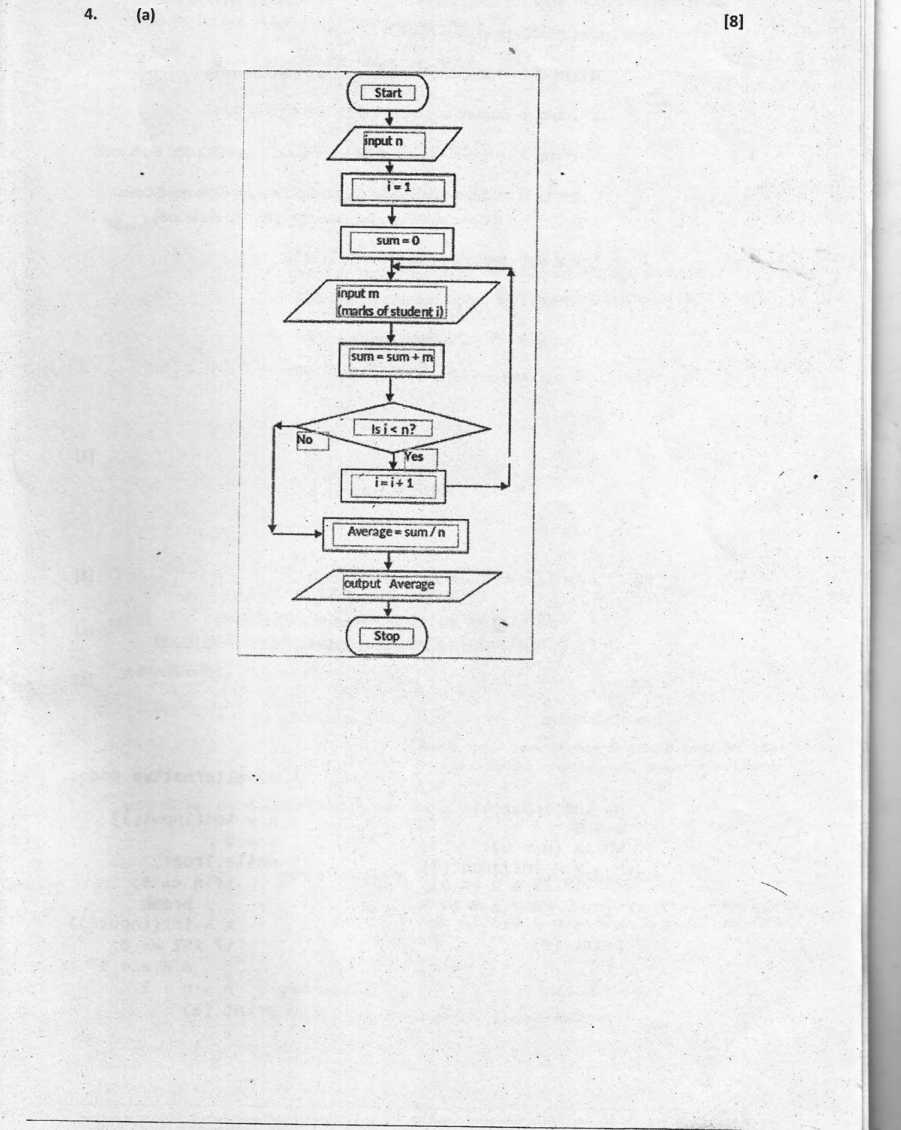 4. (a) [8]
Start
input n
i = 1
sum = 0
input m
(marks of student i)
sum = sum + m
Is i < n?
No
Yes
i = i + 1
Average = sum / n
output Average
Stop